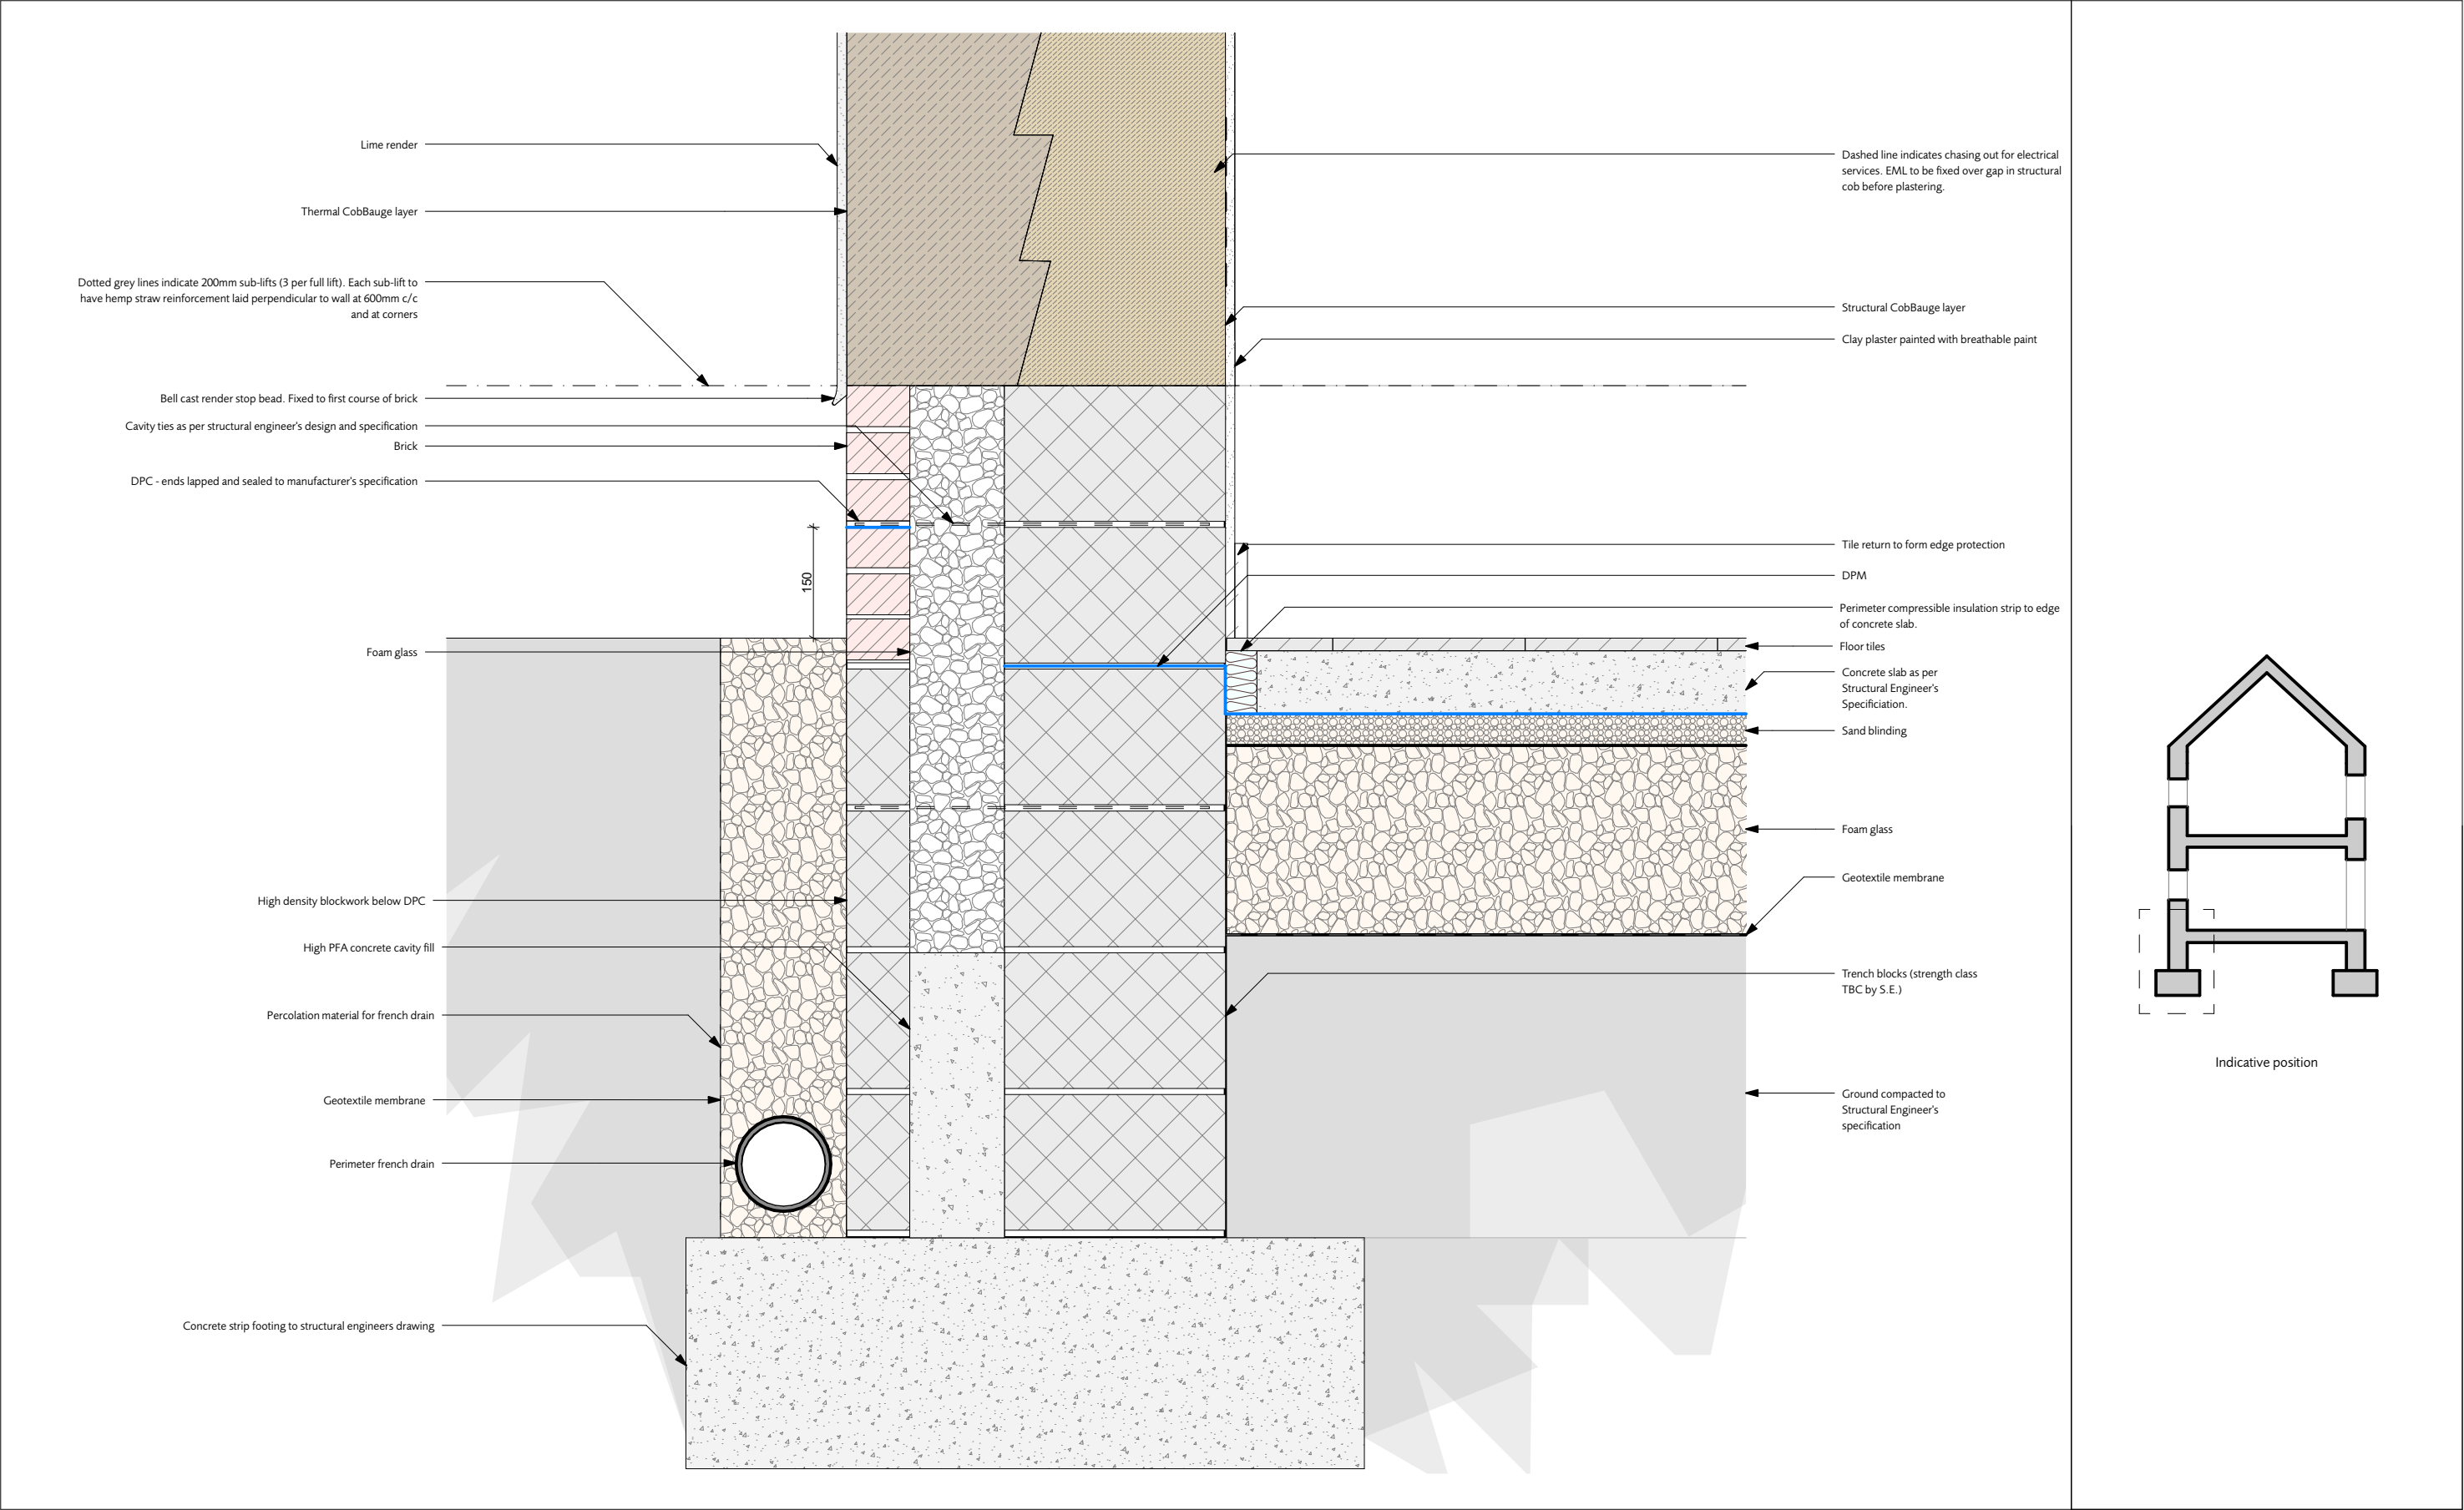 Lime render
Thermal CobBauge layer
Dotted grey lines indicate 200mm sub-lifts (3 per full lift). Each sub-lift to
have hemp straw reinforcement laid perpendicular to wall at 600mm c/c
and at corners
Bell cast render stop bead. Fixed to first course of brick
Cavity ties as per structural engineer's design and specification
Brick
DPC - ends lapped and sealed to manufacturer's specification
150
Foam glass
High density blockwork below DPC
High PFA concrete cavity fill
Percolation material for french drain
Geotextile membrane
Perimeter french drain
Concrete strip footing to structural engineers drawing
Dashed line indicates chasing out for electrical
services. EML to be fixed over gap in structural
cob before plastering.
Structural CobBauge layer
Clay plaster painted with breathable paint
Tile return to form edge protection
DPM
Perimeter compressible insulation strip to edge
of concrete slab.
Floor tiles
Concrete slab as per
Structural Engineer's
Specificiation.
Sand blinding
Foam glass
Geotextile membrane
Trench blocks (strength class
TBC by S.E.)
Ground compacted to
Structural Engineer's
specification
Indicative position